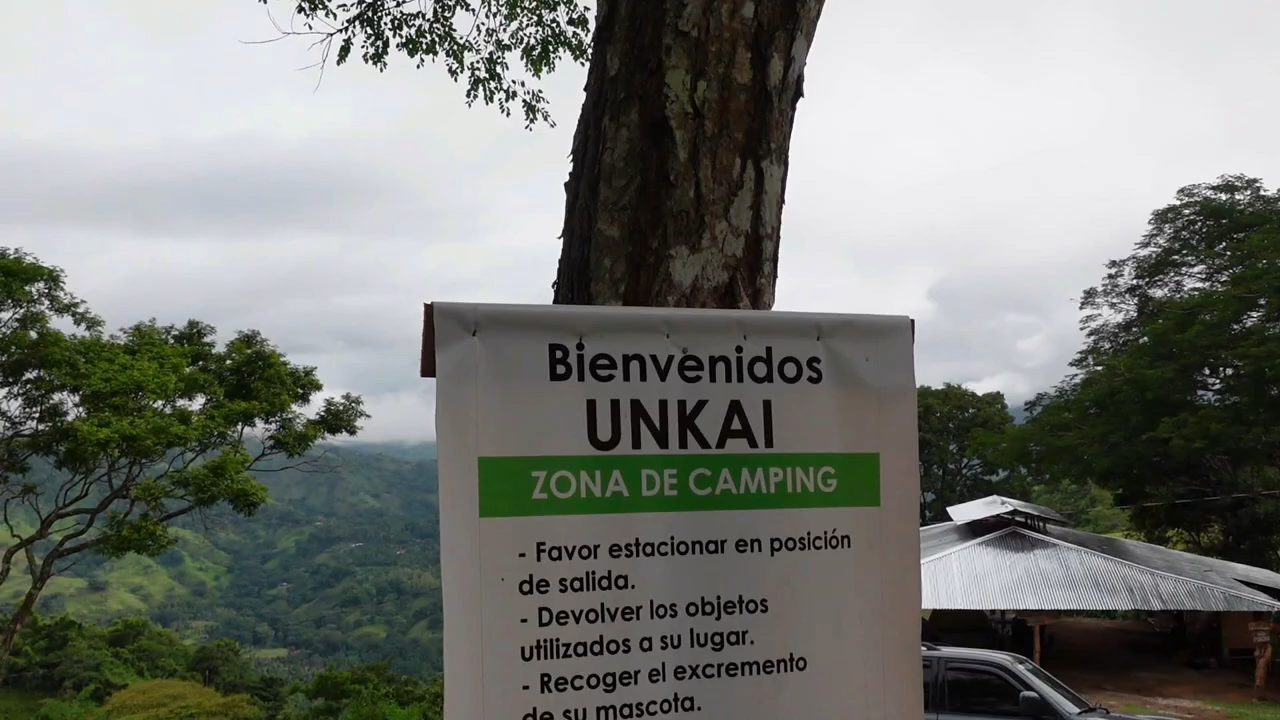 Bienvenidos
UNKAI
ZONA DE CAMPING
- Favor estacionar en posición
de salida.
- Devolver los objetos
utilizados a su lugar.
- Recoger el excremento
de su mascota.